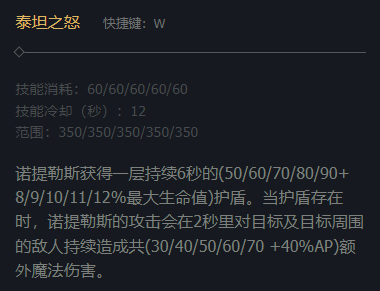 泰坦之怒 快捷键：W
技能消耗：60/60/60/60/60
技能冷却（秒）：12
范围：350/350/350/350/350
诺提勒斯获得一层持续6秒的(50/60/70/80/90+
8/9/10/11/12%最大生命值)护盾。当护盾存在
时，诺提勒斯的攻击会在2秒里对目标及目标周围
的敌人持续造成共(30/40/50/60/70 +40%AP)额
外魔法伤害。